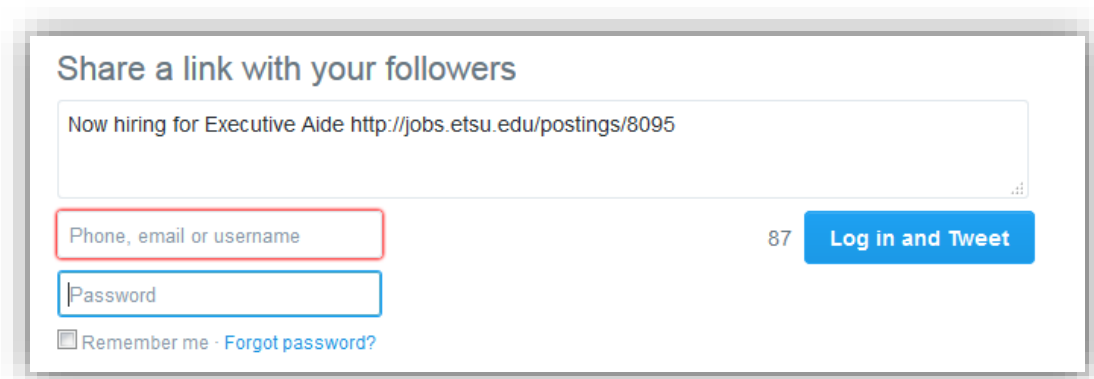 Share a link with your followers
Now hiring for Executive Aide http://jobs.etsu.edu/postings/8095
Phone, email or username
87 Log in and Tweet
Password
Remember me · Forgot password?